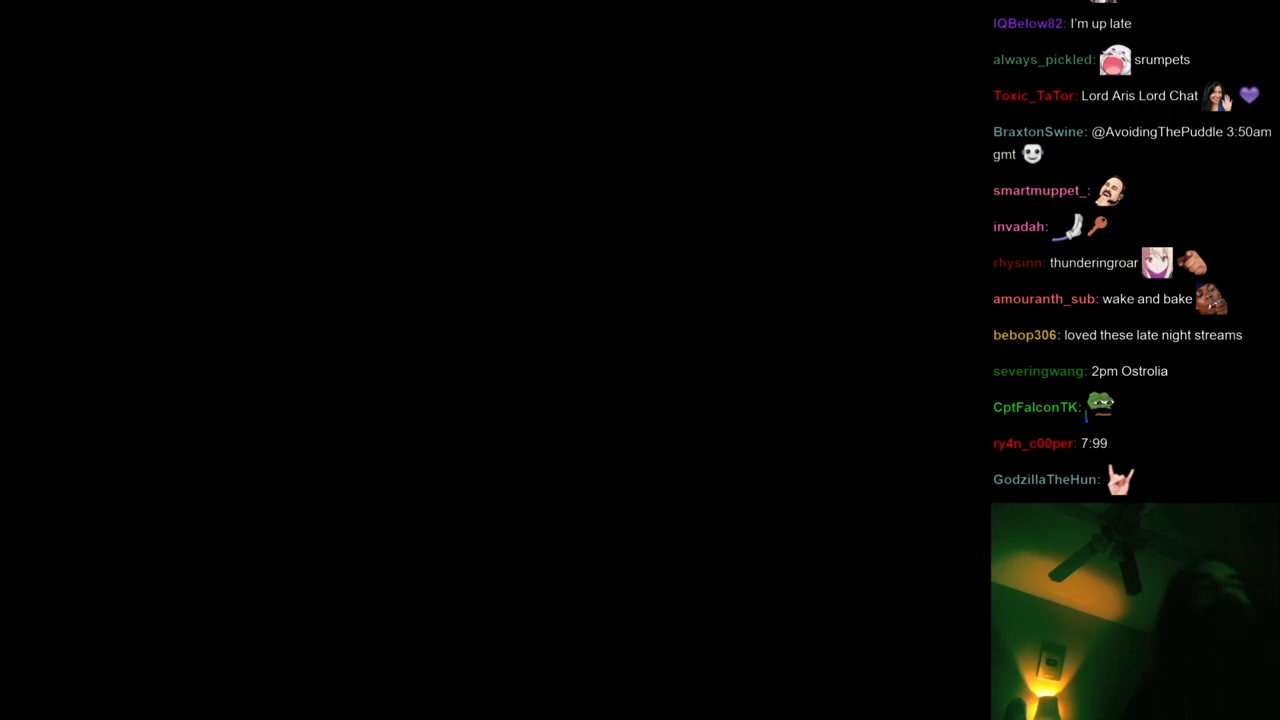 IQBelow82: I'm up late
always_pickled: srumpets
Toxic_TaTor: Lord Aris Lord Chat
BraxtonSwine: @AvoidingThePuddle 3:50am
gmt
smartmuppet_:
invadah:
rhysinn: thunderingroar
amouranth_sub: wake and bake
bebop306: loved these late night streams
severingwang: 2pm Ostrolia
CptFalconTK:
ry4n_c00per: 7:99
GodzillaTheHun: